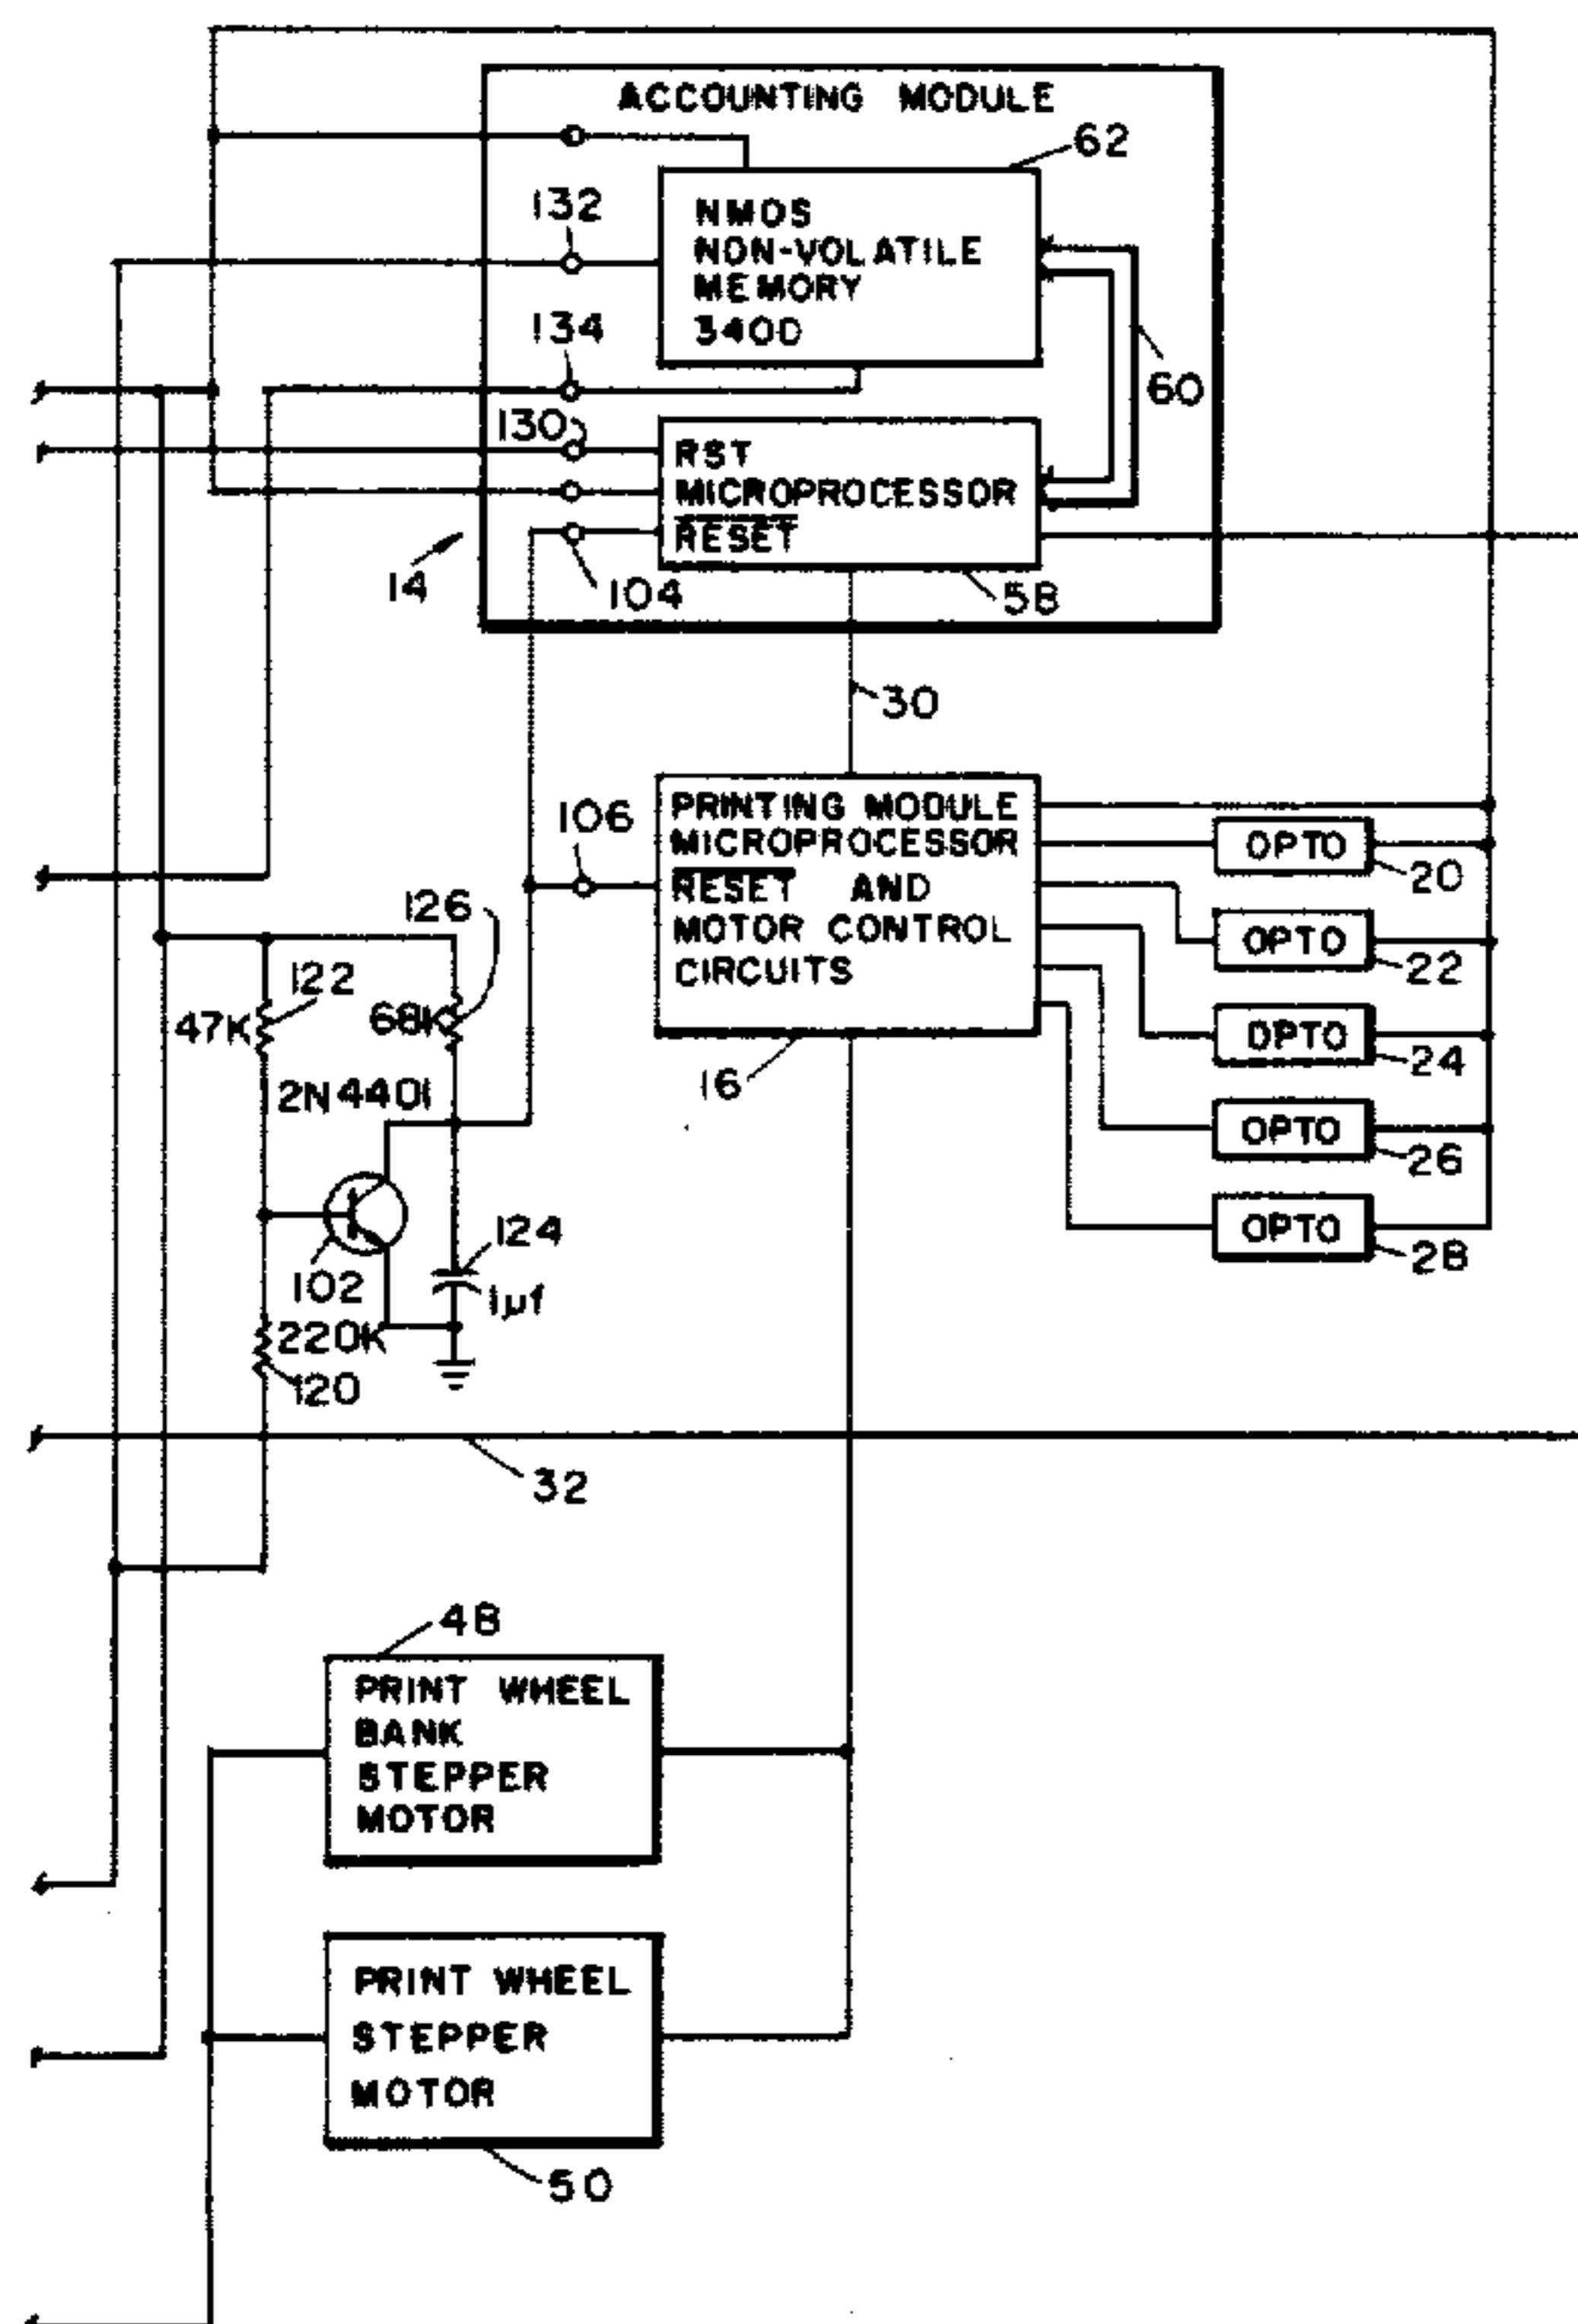 ACCOUNTING MODULE
62
132
NMOS
NON-VOLATILE
MEMORY
340D
134
60
130
RST
MICROPROCESSOR
RESET
14
104
58
30
106
PRINTING MODULE
MICROPROCESSOR
RESET AND
MOTOR CONTROL
CIRCUITS
OPTO
20
OPTO
22
OPTO
24
OPTO
26
OPTO
28
16
126
122
47K
68K
2N4401
102
124
1µf
220K
120
32
48
PRINT WHEEL
BANK
STEPPER
MOTOR
PRINT WHEEL
STEPPER
MOTOR
50